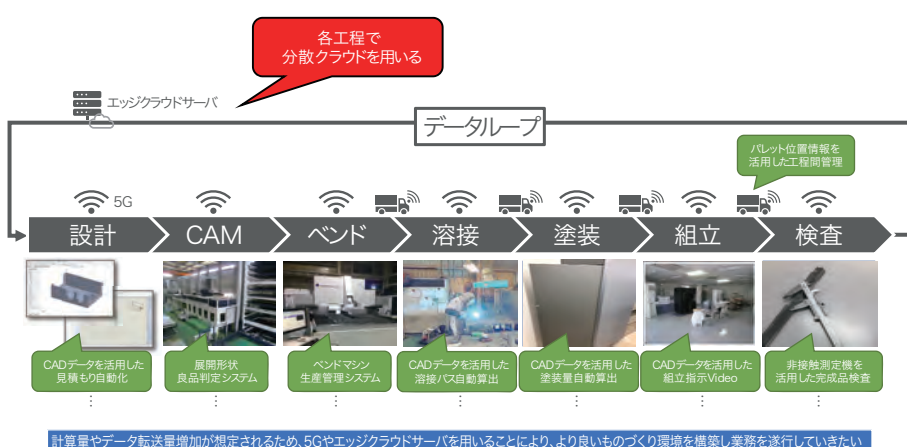 各工程で
分散クラウドを用いる
エッジクラウドサーバ
データループ
パレット位置情報を
活用した工程間管理
5G
設計
CAM
ベンド
溶接
塗装
組立
検査
CADデータを活用した
見積もり自動化
展開形状
良品判定システム
ベンドマシン
生産管理システム
CADデータを活用した
溶接パス自動算出
CADデータを活用した
塗装量自動算出
CADデータを活用した
組立指示Video
非接触測定機を
活用した完成品検査
計算量やデータ転送量増加が想定されるため、5Gやエッジクラウドサーバを用いることにより、より良いものづくり環境を構築し業務を遂行していきたい